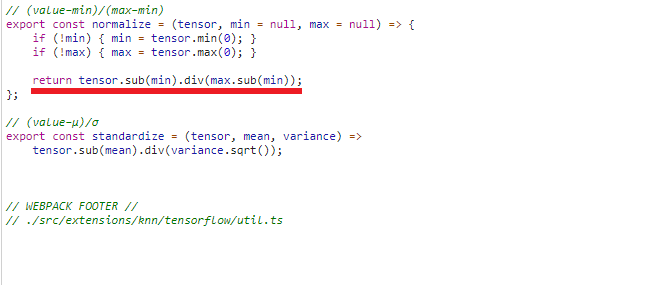 // (value-min)/(max-min)
export const normalize = (tensor, min = null, max = null) => {
    if (!min) { min = tensor.min(0); }
    if (!max) { max = tensor.max(0); }
    return tensor.sub(min).div(max.sub(min));
};
// (value-μ)/σ
export const standardize = (tensor, mean, variance) =>
    tensor.sub(mean).div(variance.sqrt());
// WEBPACK FOOTER //
// ./src/extensions/knn/tensorflow/util.ts